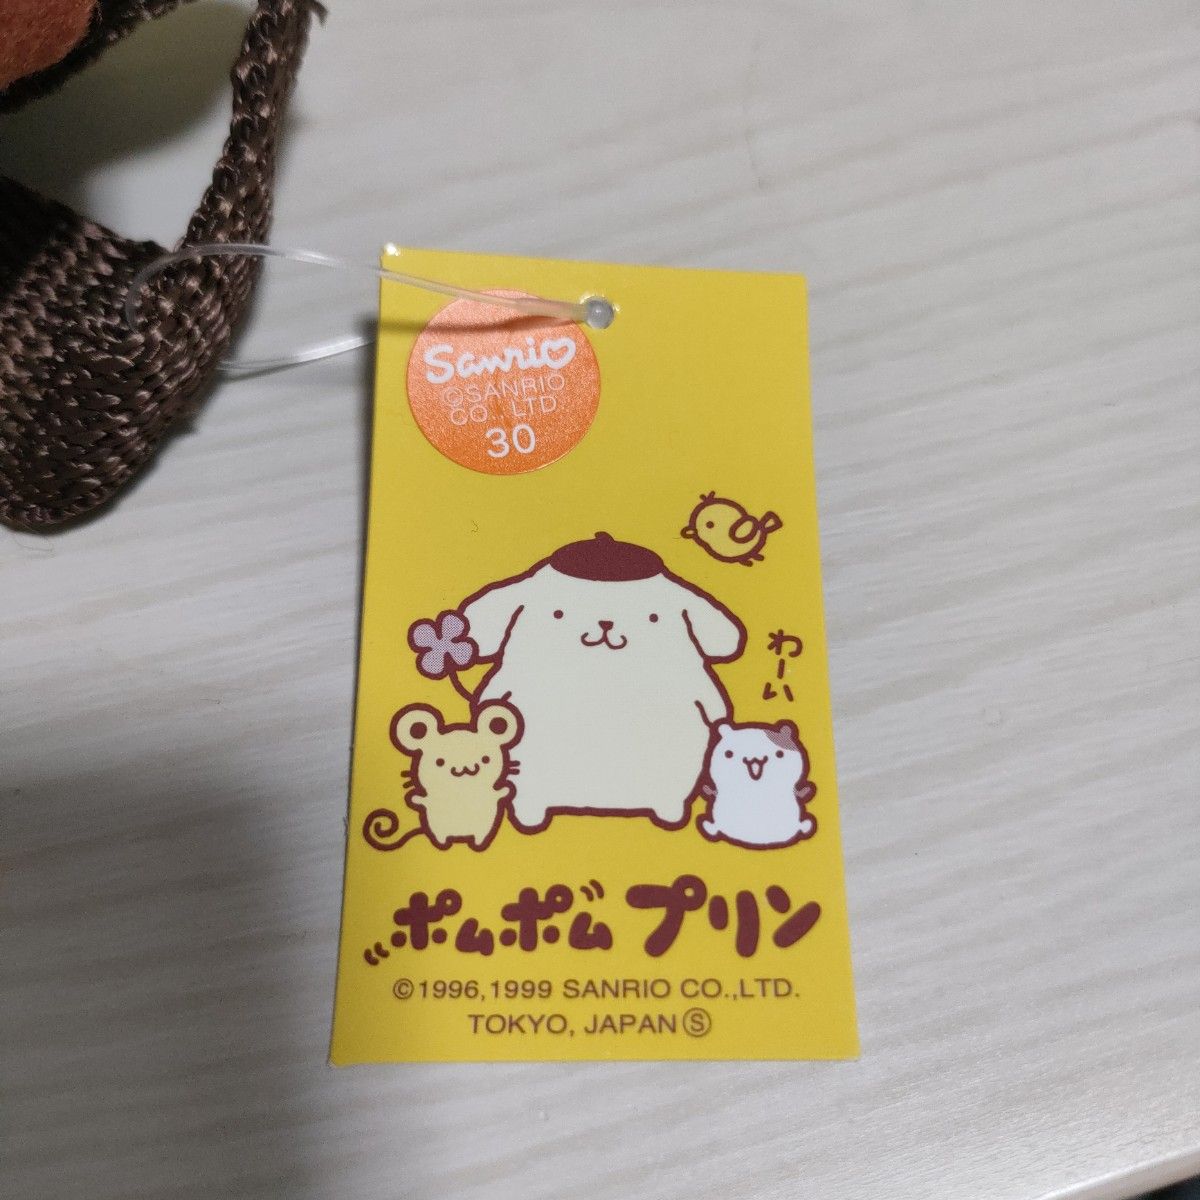 Sanrio
©SANRIO
CO., LTD
30
わーい
ポムポムプリン
©1996,1999 SANRIO CO.,LTD.
TOKYO, JAPAN Ⓢ